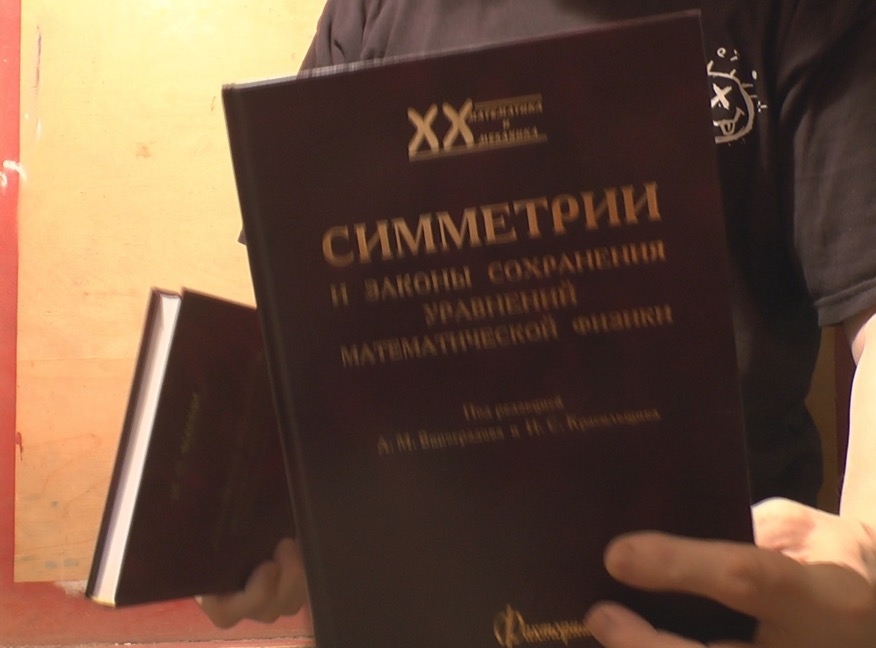 XX МАТЕМАТИКА
И
МЕХАНИКА
СИММЕТРИИ
И ЗАКОНЫ СОХРАНЕНИЯ
УРАВНЕНИЙ
МАТЕМАТИЧЕСКОЙ ФИЗИКИ
Под редакцией
А. М. Виноградова и И. С. Красильщика
Факториал